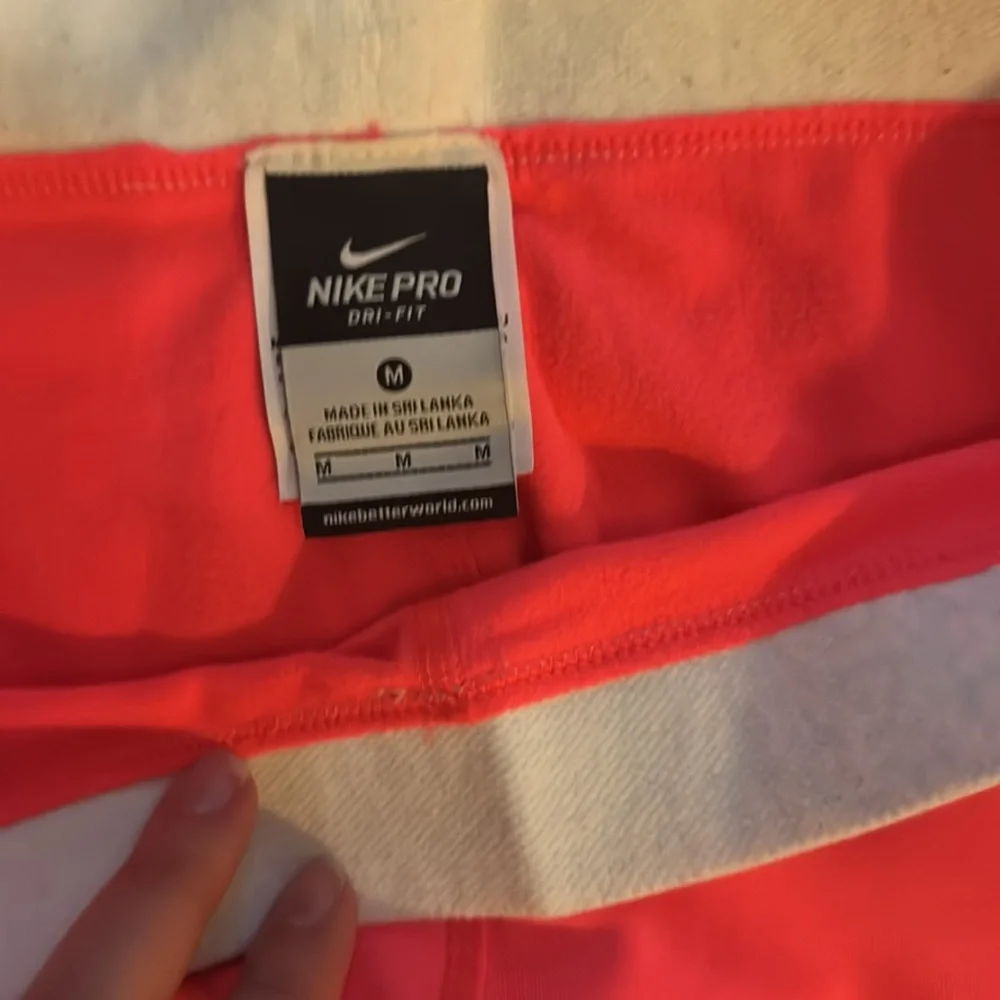 NIKE PRO
DRI-FIT
M
MADE IN SRI LANKA
FABRIQUE AU SRI LANKA
M M M
nikebetterworld.com